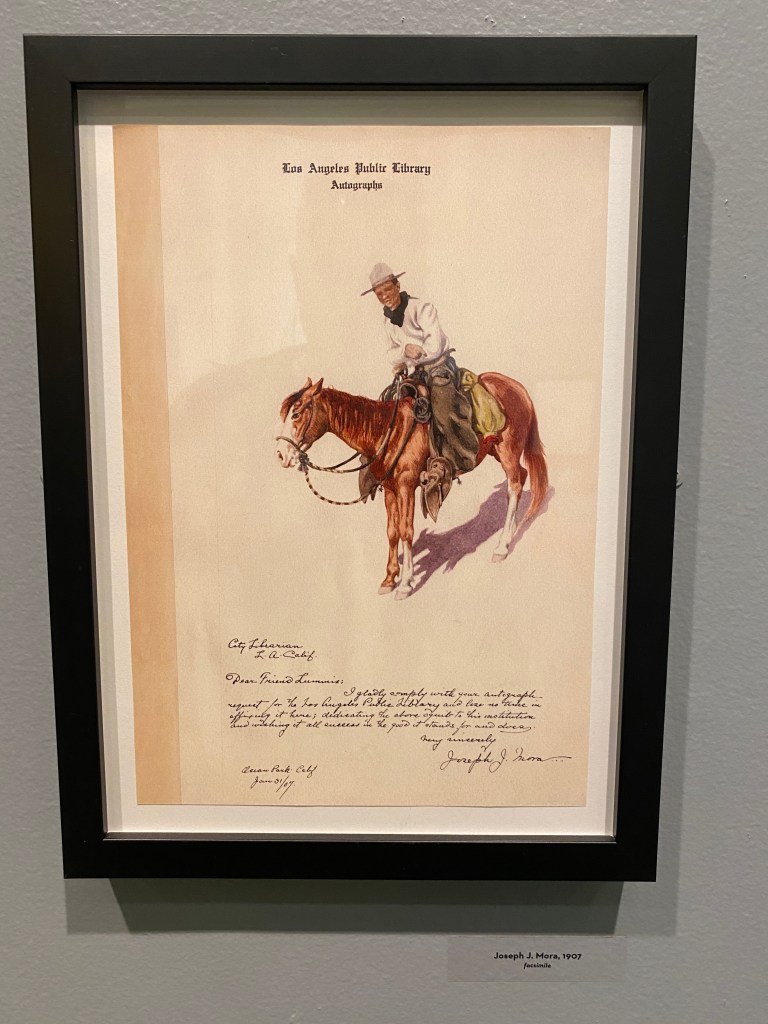 Los Angeles Public Library
Autographs
City Librarian
L. A. Calif.
Dear Friend Lummis:
I gladly comply with your autograph
request for the Los Angeles Public Library and lose no time in
affixing it here; dedicating the above squib to this institution
and wishing it all success in the good it stands for and does.
Very sincerely
Joseph J. Mora...
Ocean Park Calif
Jan 31/07.
Joseph J. Mora, 1907
facsimile